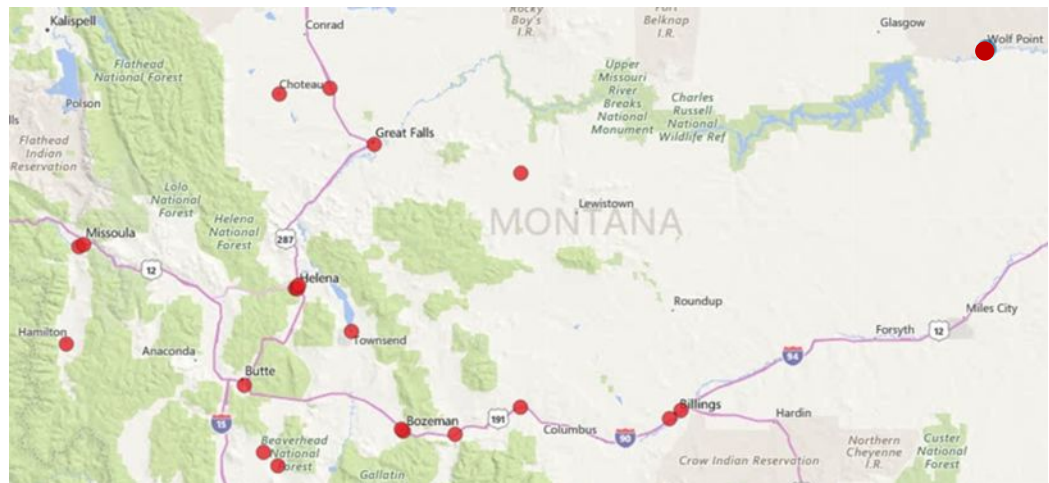 Kalispell
Conrad
Rocky
Boy's
I.R.
Fort
Belknap
I.R.
Glasgow
Wolf Point
Flathead
National Forest
Choteau
Upper
Missouri
River
Breaks
National
Monument
Charles
Russell
National
Wildlife Ref
Polson
lls
Flathead
Indian
Reservation
Great Falls
Lolo
National
Forest
Helena
National
Forest
Lewistown
MONTANA
Missoula
287
12
Helena
Roundup
Miles City
Hamilton
Townsend
Forsyth
12
Anaconda
94
Butte
15
Bozeman
191
Columbus
90
Billings
Hardin
Beaverhead
National
Forest
Gallatin
Crow Indian Reservation
Northern
Cheyenne
I.R.
Custer
National
Forest